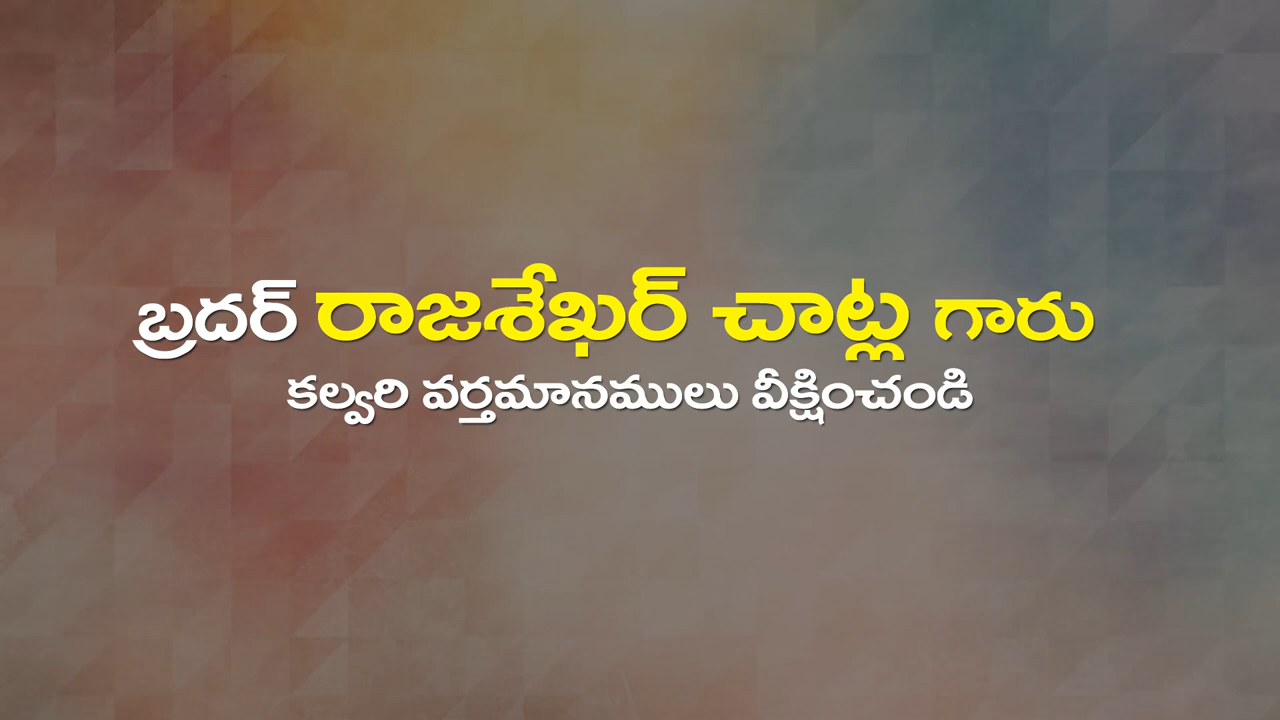 బ్రదర్ రాజశేఖర్ చాట్ల గారు
కల్వరి వర్తమానములు వీక్షించండి